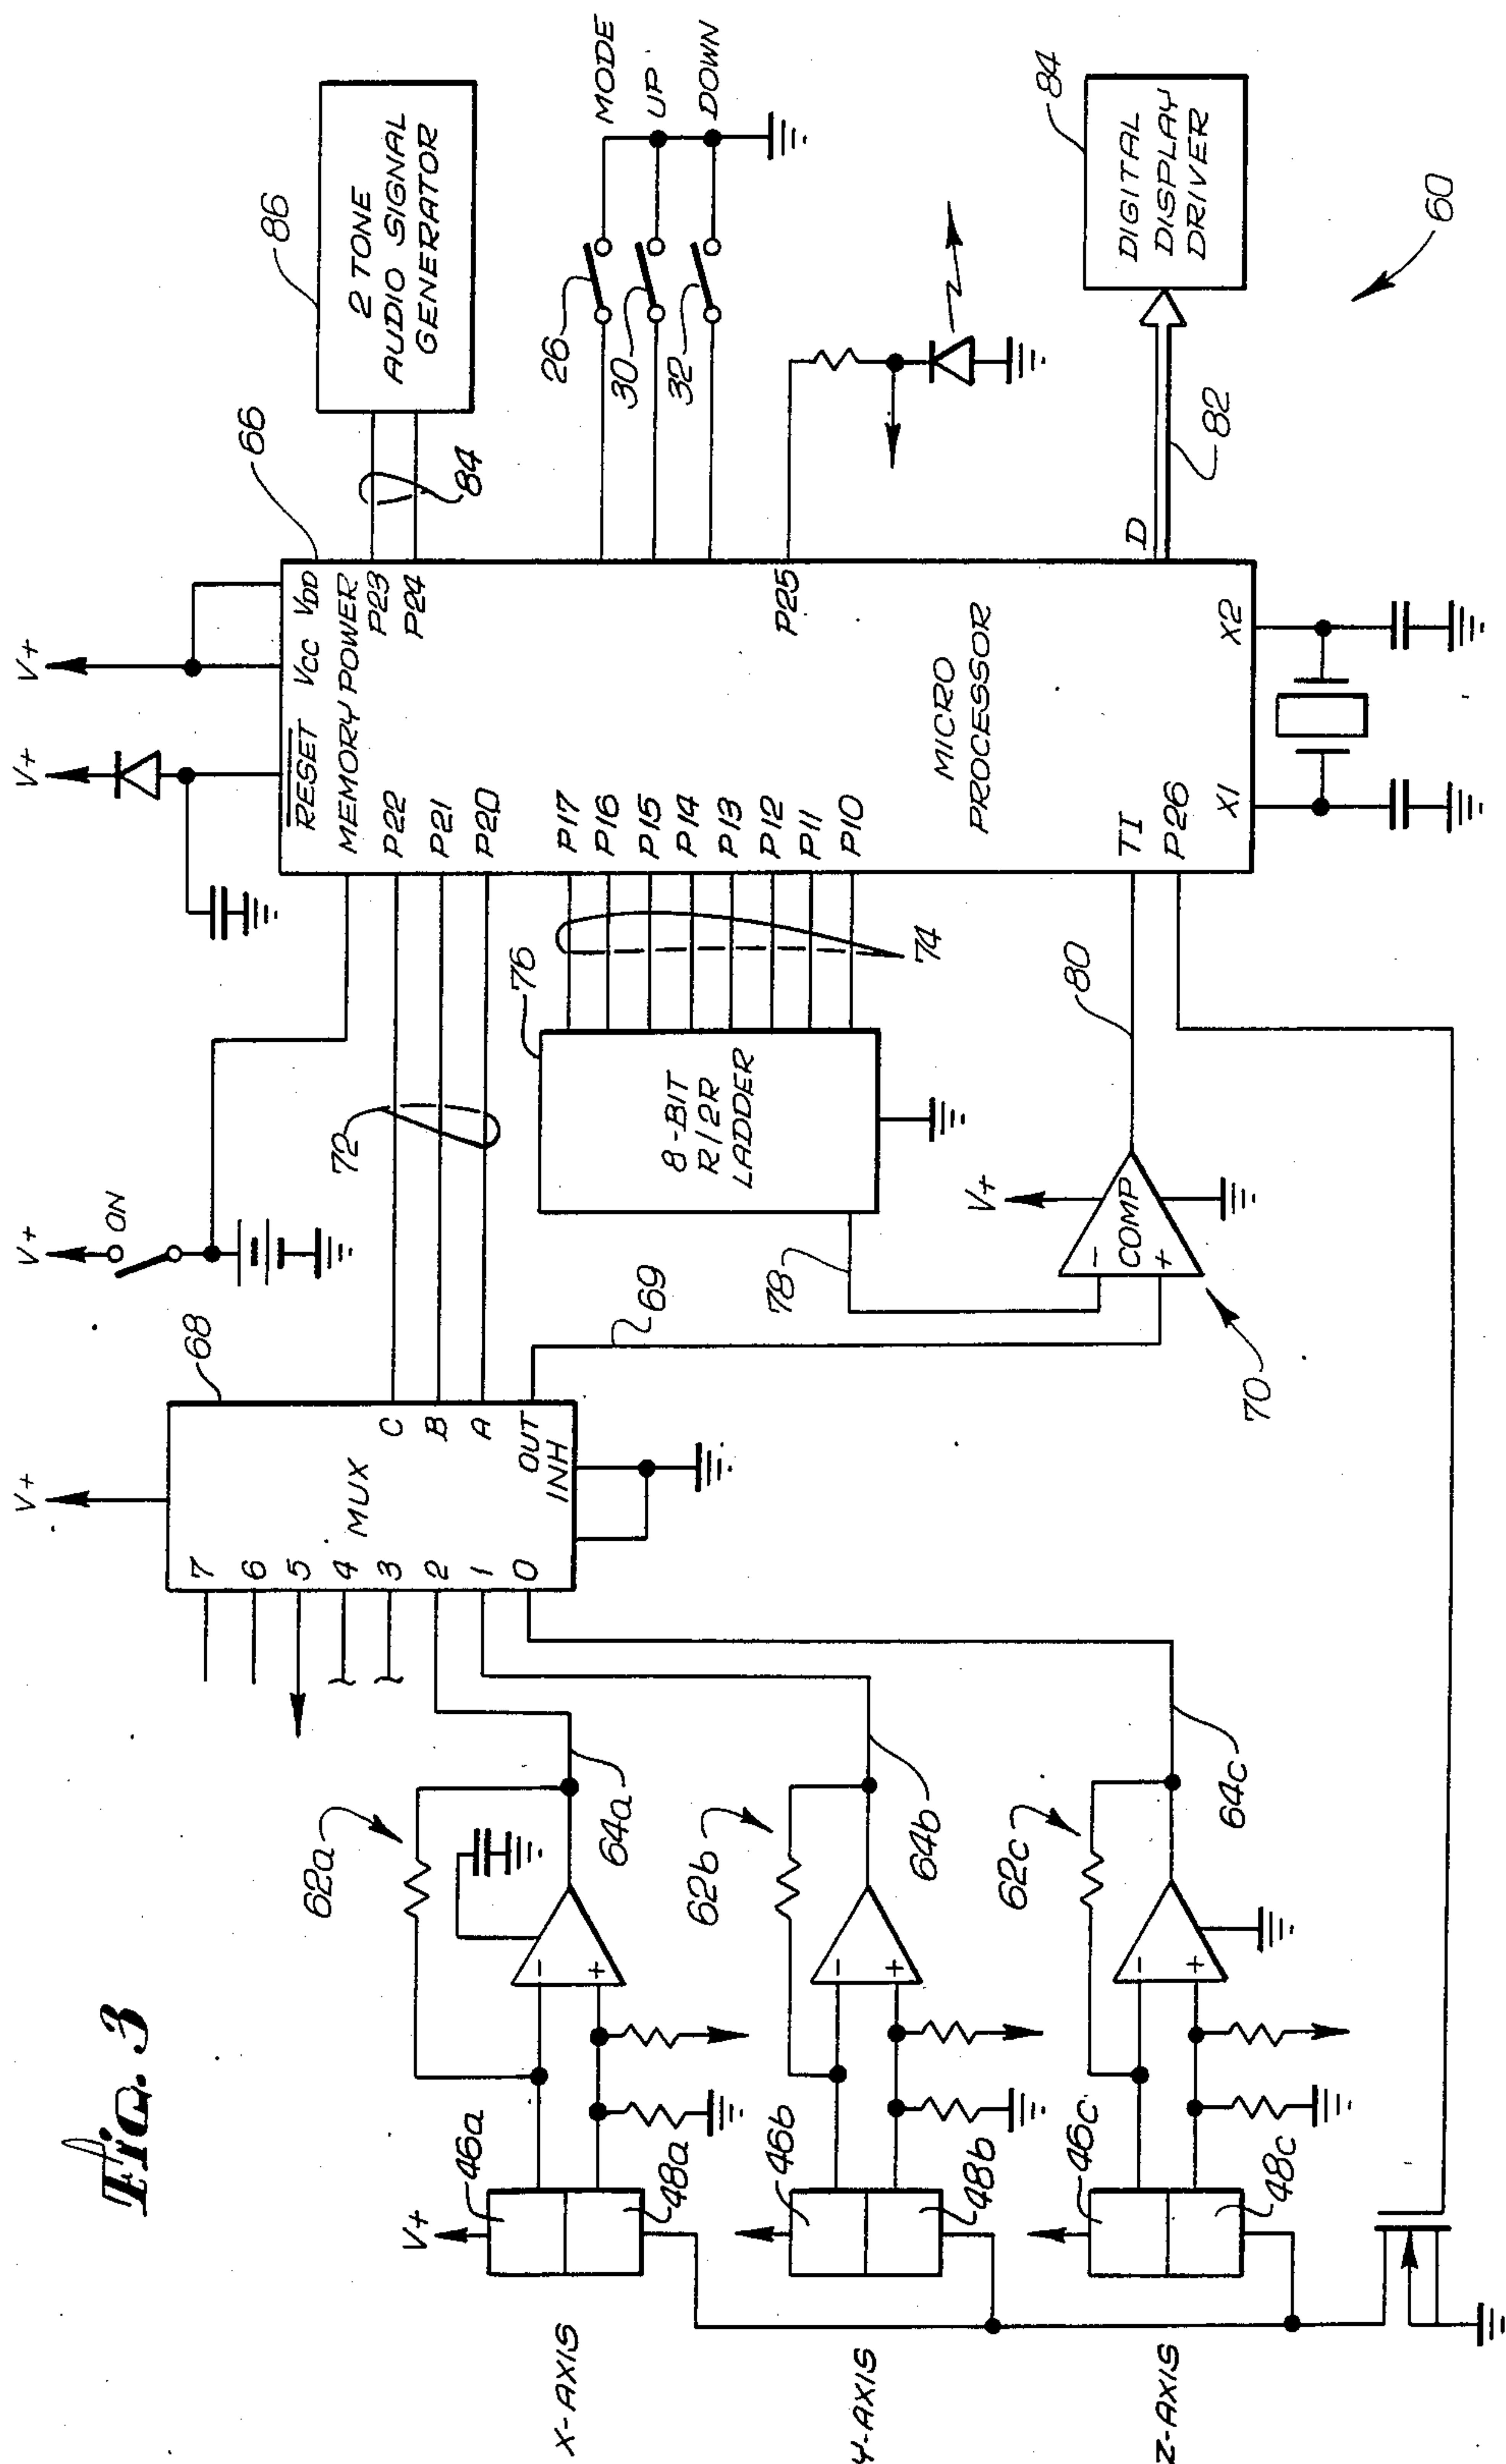 Fig. 3
X-AXIS
Y-AXIS
Z-AXIS
V+
46a
48a
46b
48b
46c
48c
62a
64a
62b
64b
62c
64c
V+
68
7
6
5
4
3
2
1
0
MUX
C
B
A
OUT
INH
69
V+
ON
72
76
8-BIT
R/2R
LADDER
74
78
V+
COMP
-
+
70
80
V+
V+
66
RESET
VCC
VDD
MEMORY POWER
P22
P21
P20
P17
P16
P15
P14
P13
P12
P11
P10
TI
P26
X1
X2
P23
P24
P25
D
MICRO
PROCESSOR
84
86
2 TONE
AUDIO SIGNAL
GENERATOR
26
30
32
MODE
UP
DOWN
82
84
DIGITAL
DISPLAY
DRIVER
60